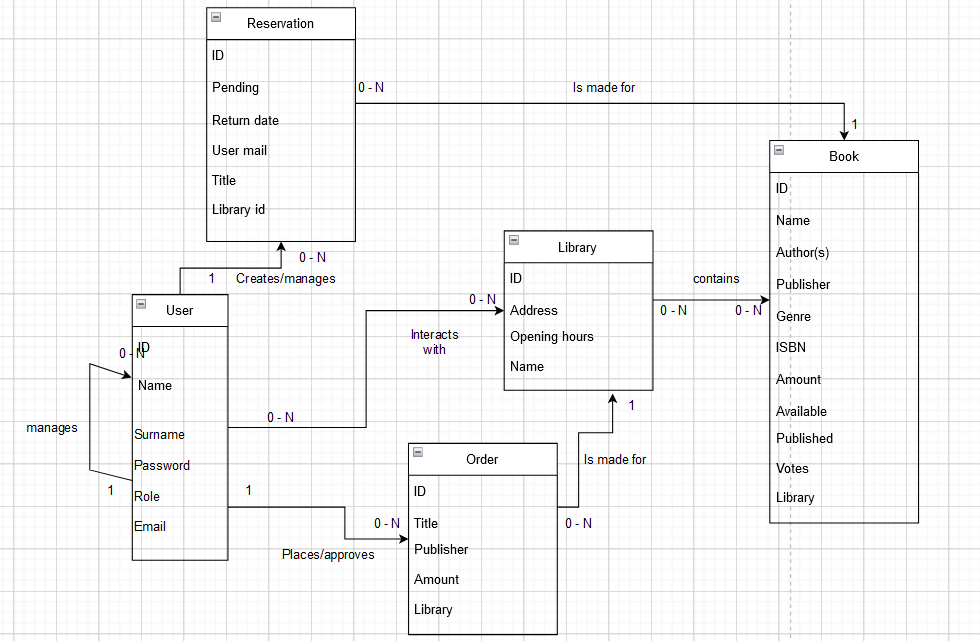 Reservation
ID
Pending
Return date
User mail
Title
Library id
0 - N
Is made for
1
Book
ID
Name
Author(s)
Publisher
Genre
ISBN
Amount
Available
Published
Votes
Library
0 - N
1
Creates/manages
User
ID
Name
Surname
Password
Role
Email
0 - N
manages
1
0 - N
Interacts
with
0 - N
Library
ID
Address
Opening hours
Name
contains
0 - N
0 - N
1
Places/approves
0 - N
Order
ID
Title
Publisher
Amount
Library
0 - N
Is made for
1